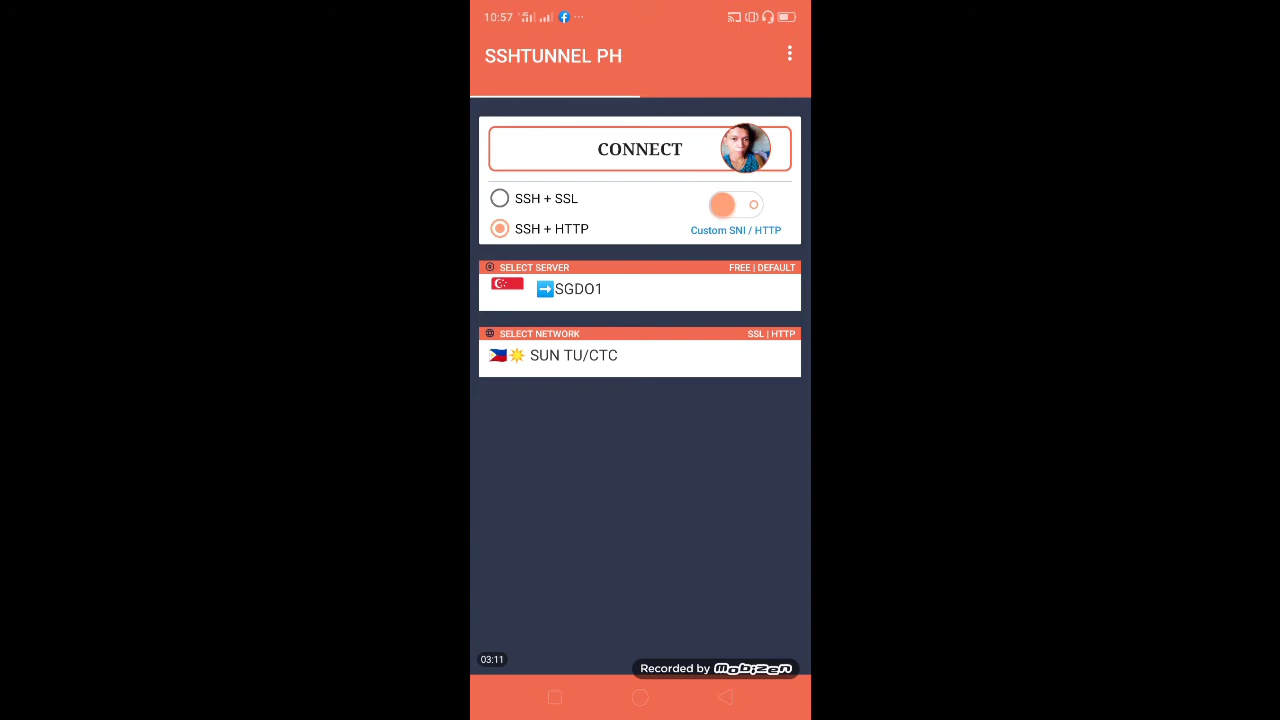 10:57
SSHTUNNEL PH
CONNECT
SSH + SSL
SSH + HTTP
Custom SNI / HTTP
SELECT SERVER FREE | DEFAULT
➡️SGDO1
SELECT NETWORK SSL | HTTP
🇵🇭☀️ SUN TU/CTC
03:11
Recorded by mobizen